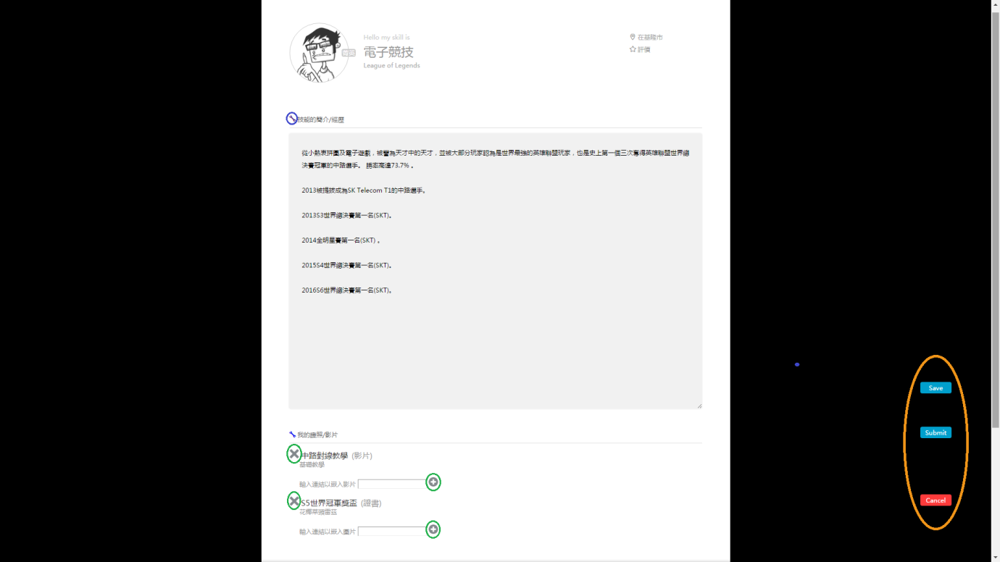 Hello my skill is
電子競技
League of Legends
在基隆市
評價
技能的簡介/經歷
從小熱衷拼圖及電子遊戲，被譽為天才中的天才，並被大部分玩家認為是世界最強的英雄聯盟玩家，也是史上第一個三次奪得英雄聯盟世界總
決賽冠軍的中路選手。 勝率高達73.7% 。
2013被提拔成為SK Telecom T1的中路選手。
2013S3世界總決賽第一名(SKT)。
2014全明星賽第一名(SKT) 。
2015S4世界總決賽第一名(SKT)。
2016S6世界總決賽第一名(SKT)。
Save
Submit
Cancel
我的證照/影片
中路對線教學 (影片)
基礎教學
輸入連結以嵌入影片
S5世界冠軍獎盃 (證書)
花椰菜頭雷茲
輸入連結以嵌入圖片